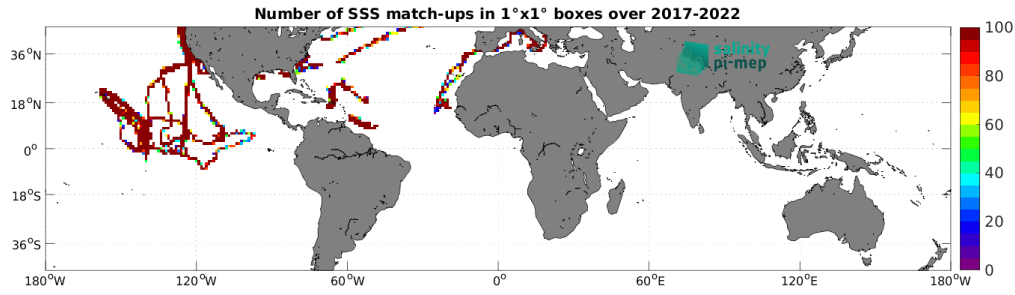 Number of SSS match-ups in 1°x1° boxes over 2017-2022
36°N
18°N
0°
18°S
36°S
180°W
120°W
60°W
0°
60°E
120°E
180°W
salinity
pi-mep
100
80
60
40
20
0